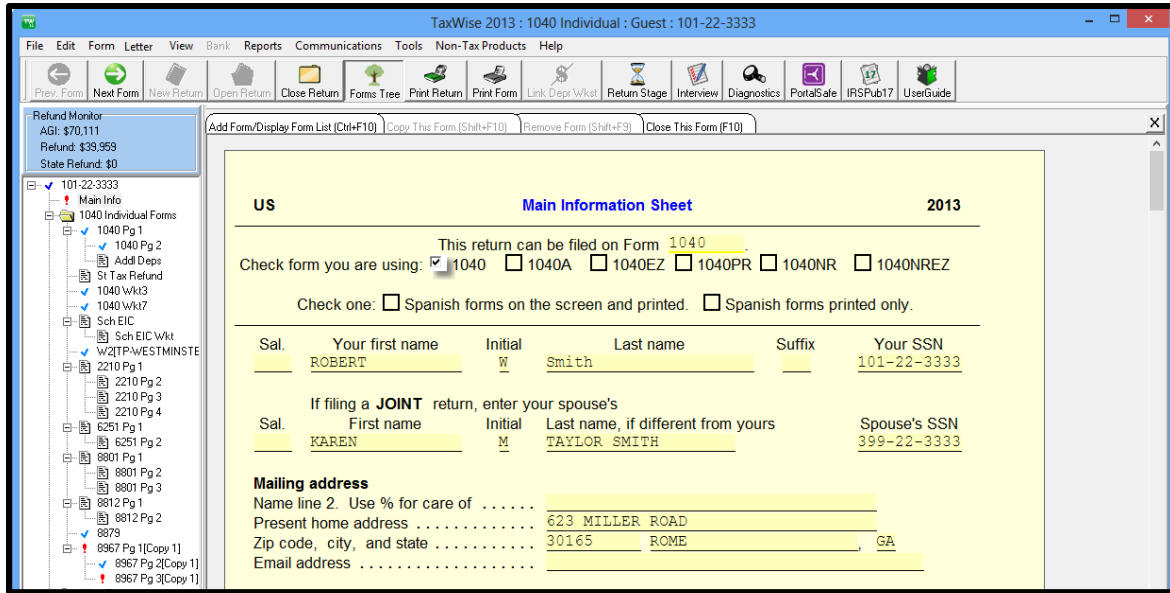 TaxWise 2013 : 1040 Individual : Guest : 101-22-3333
File Edit Form Letter View Bank Reports Communications Tools Non-Tax Products Help
Prev. Form Next Form New Return Open Return Close Return Forms Tree Print Return Print Form Link Depr Wkst Return Stage Interview Diagnostics PortalSafe IRSPub17 UserGuide
Refund Monitor
AGI: $70,111
Refund: $39,959
State Refund: $0
Add Form/Display Form List (Ctrl+F10) Copy This Form (Shift+F10) Remove Form (Shift+F9) Close This Form (F10)
101-22-3333
Main Info
1040 Individual Forms
1040 Pg 1
1040 Pg 2
Addl Deps
St Tax Refund
1040 Wkt3
1040 Wkt7
Sch EIC
Sch EIC Wkt
W2[TP-WESTMINSTE
2210 Pg 1
2210 Pg 2
2210 Pg 3
2210 Pg 4
6251 Pg 1
6251 Pg 2
8801 Pg 1
8801 Pg 2
8801 Pg 3
8812 Pg 1
8812 Pg 2
8879
8967 Pg 1[Copy 1]
8967 Pg 2[Copy 1]
8967 Pg 3[Copy 1]
US Main Information Sheet 2013
This return can be filed on Form 1040 .
Check form you are using: 1040 1040A 1040EZ 1040PR 1040NR 1040NREZ
Check one: Spanish forms on the screen and printed. Spanish forms printed only.
Sal. Your first name Initial Last name Suffix Your SSN
ROBERT W Smith 101-22-3333
If filing a JOINT return, enter your spouse's
Sal. First name Initial Last name, if different from yours Spouse's SSN
KAREN M TAYLOR SMITH 399-22-3333
Mailing address
Name line 2. Use % for care of ......
Present home address ............. 623 MILLER ROAD
Zip code, city, and state ........... 30165 ROME , GA
Email address ...................